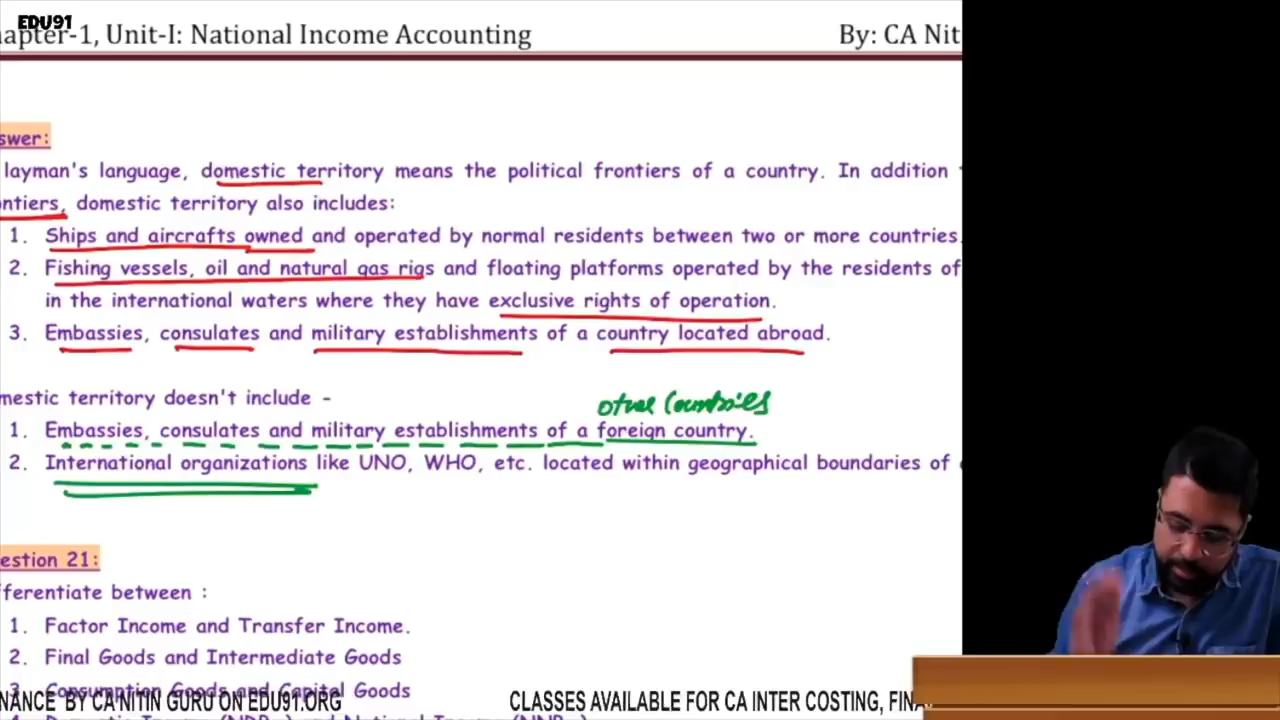 EDU91
apter-1, Unit-I: National Income Accounting By: CA Nit
swer:
layman's language, domestic territory means the political frontiers of a country. In addition
ntiers, domestic territory also includes:
1. Ships and aircrafts owned and operated by normal residents between two or more countries.
2. Fishing vessels, oil and natural gas rigs and floating platforms operated by the residents of
in the international waters where they have exclusive rights of operation.
3. Embassies, consulates and military establishments of a country located abroad.
mestic territory doesn't include -
other Countries
1. Embassies, consulates and military establishments of a foreign country.
2. International organizations like UNO, WHO, etc. located within geographical boundaries of
estion 21:
fferentiate between :
1. Factor Income and Transfer Income.
2. Final Goods and Intermediate Goods
3. Consumption Goods and Capital Goods
NANCE BY CA NITIN GURU ON EDU91.ORG CLASSES AVAILABLE FOR CA INTER COSTING, FINA